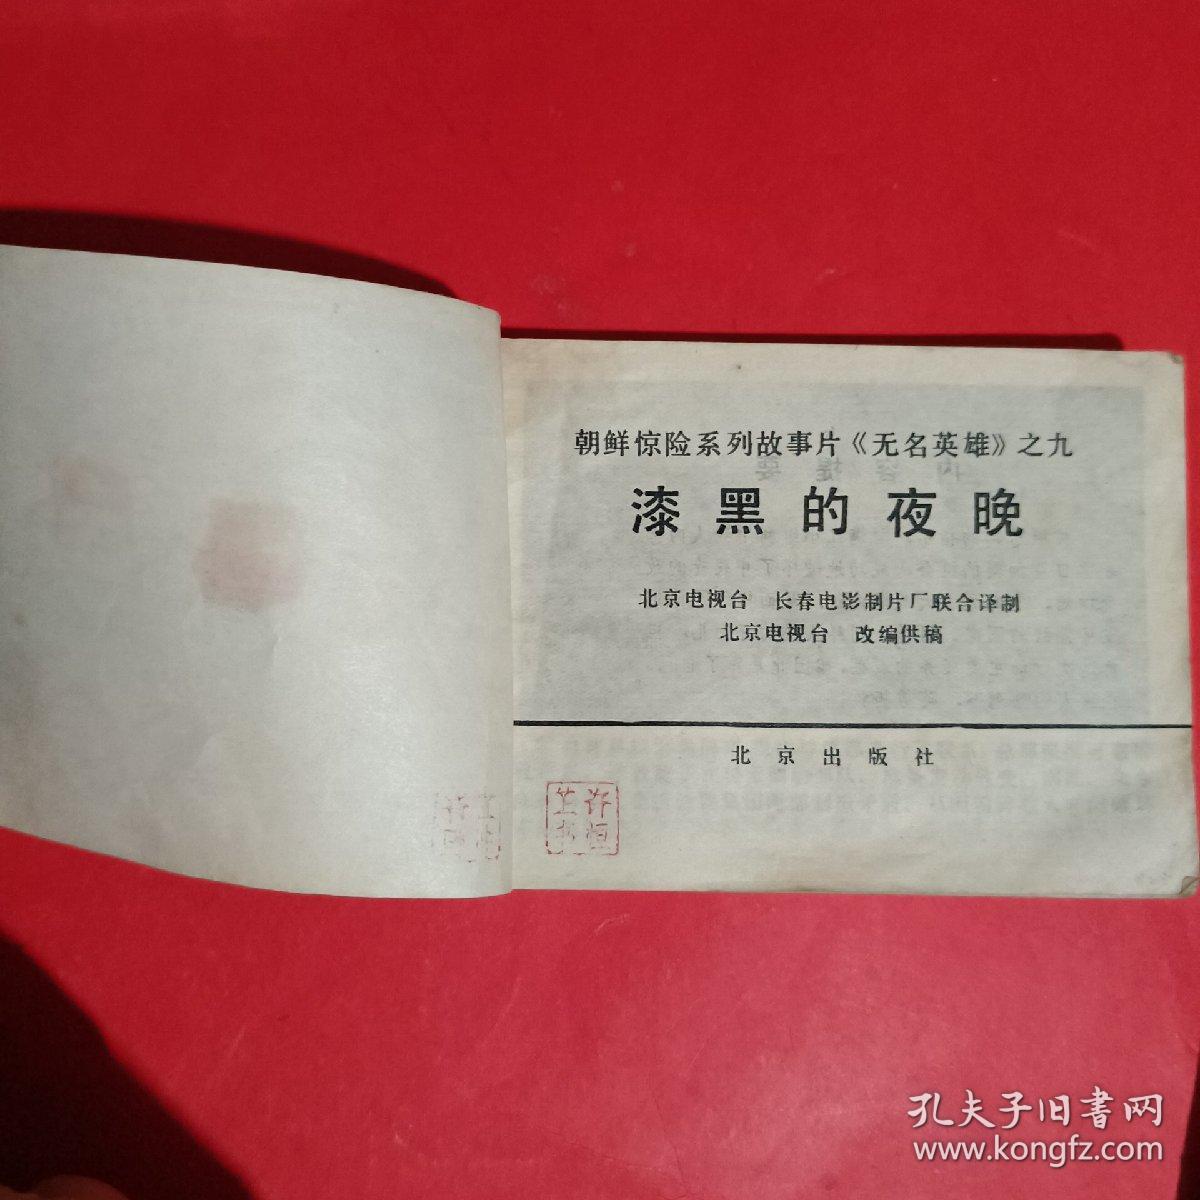 朝鲜惊险系列故事片《无名英雄》之九
漆黑的夜晚
北京电视台 长春电影制片厂联合译制
北京电视台 改编供稿
北京出版社
孔夫子旧书网
www.kongfz.com